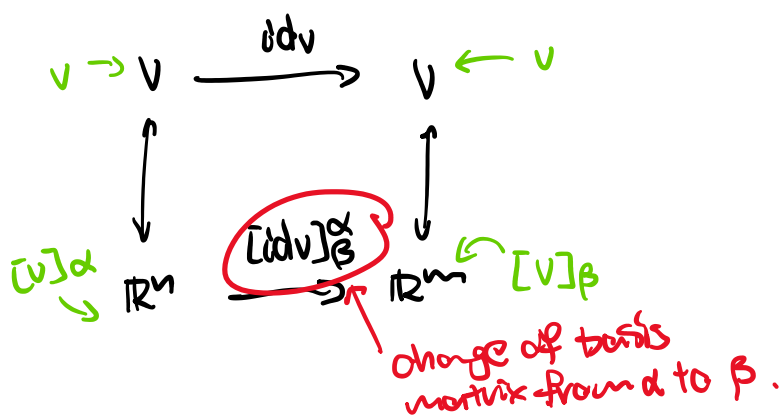 idv
v → V → V ← v
[idv]αβ
[v]α
ℝⁿ → ℝᵐ
[v]β
change of basis
matrix from α to β.